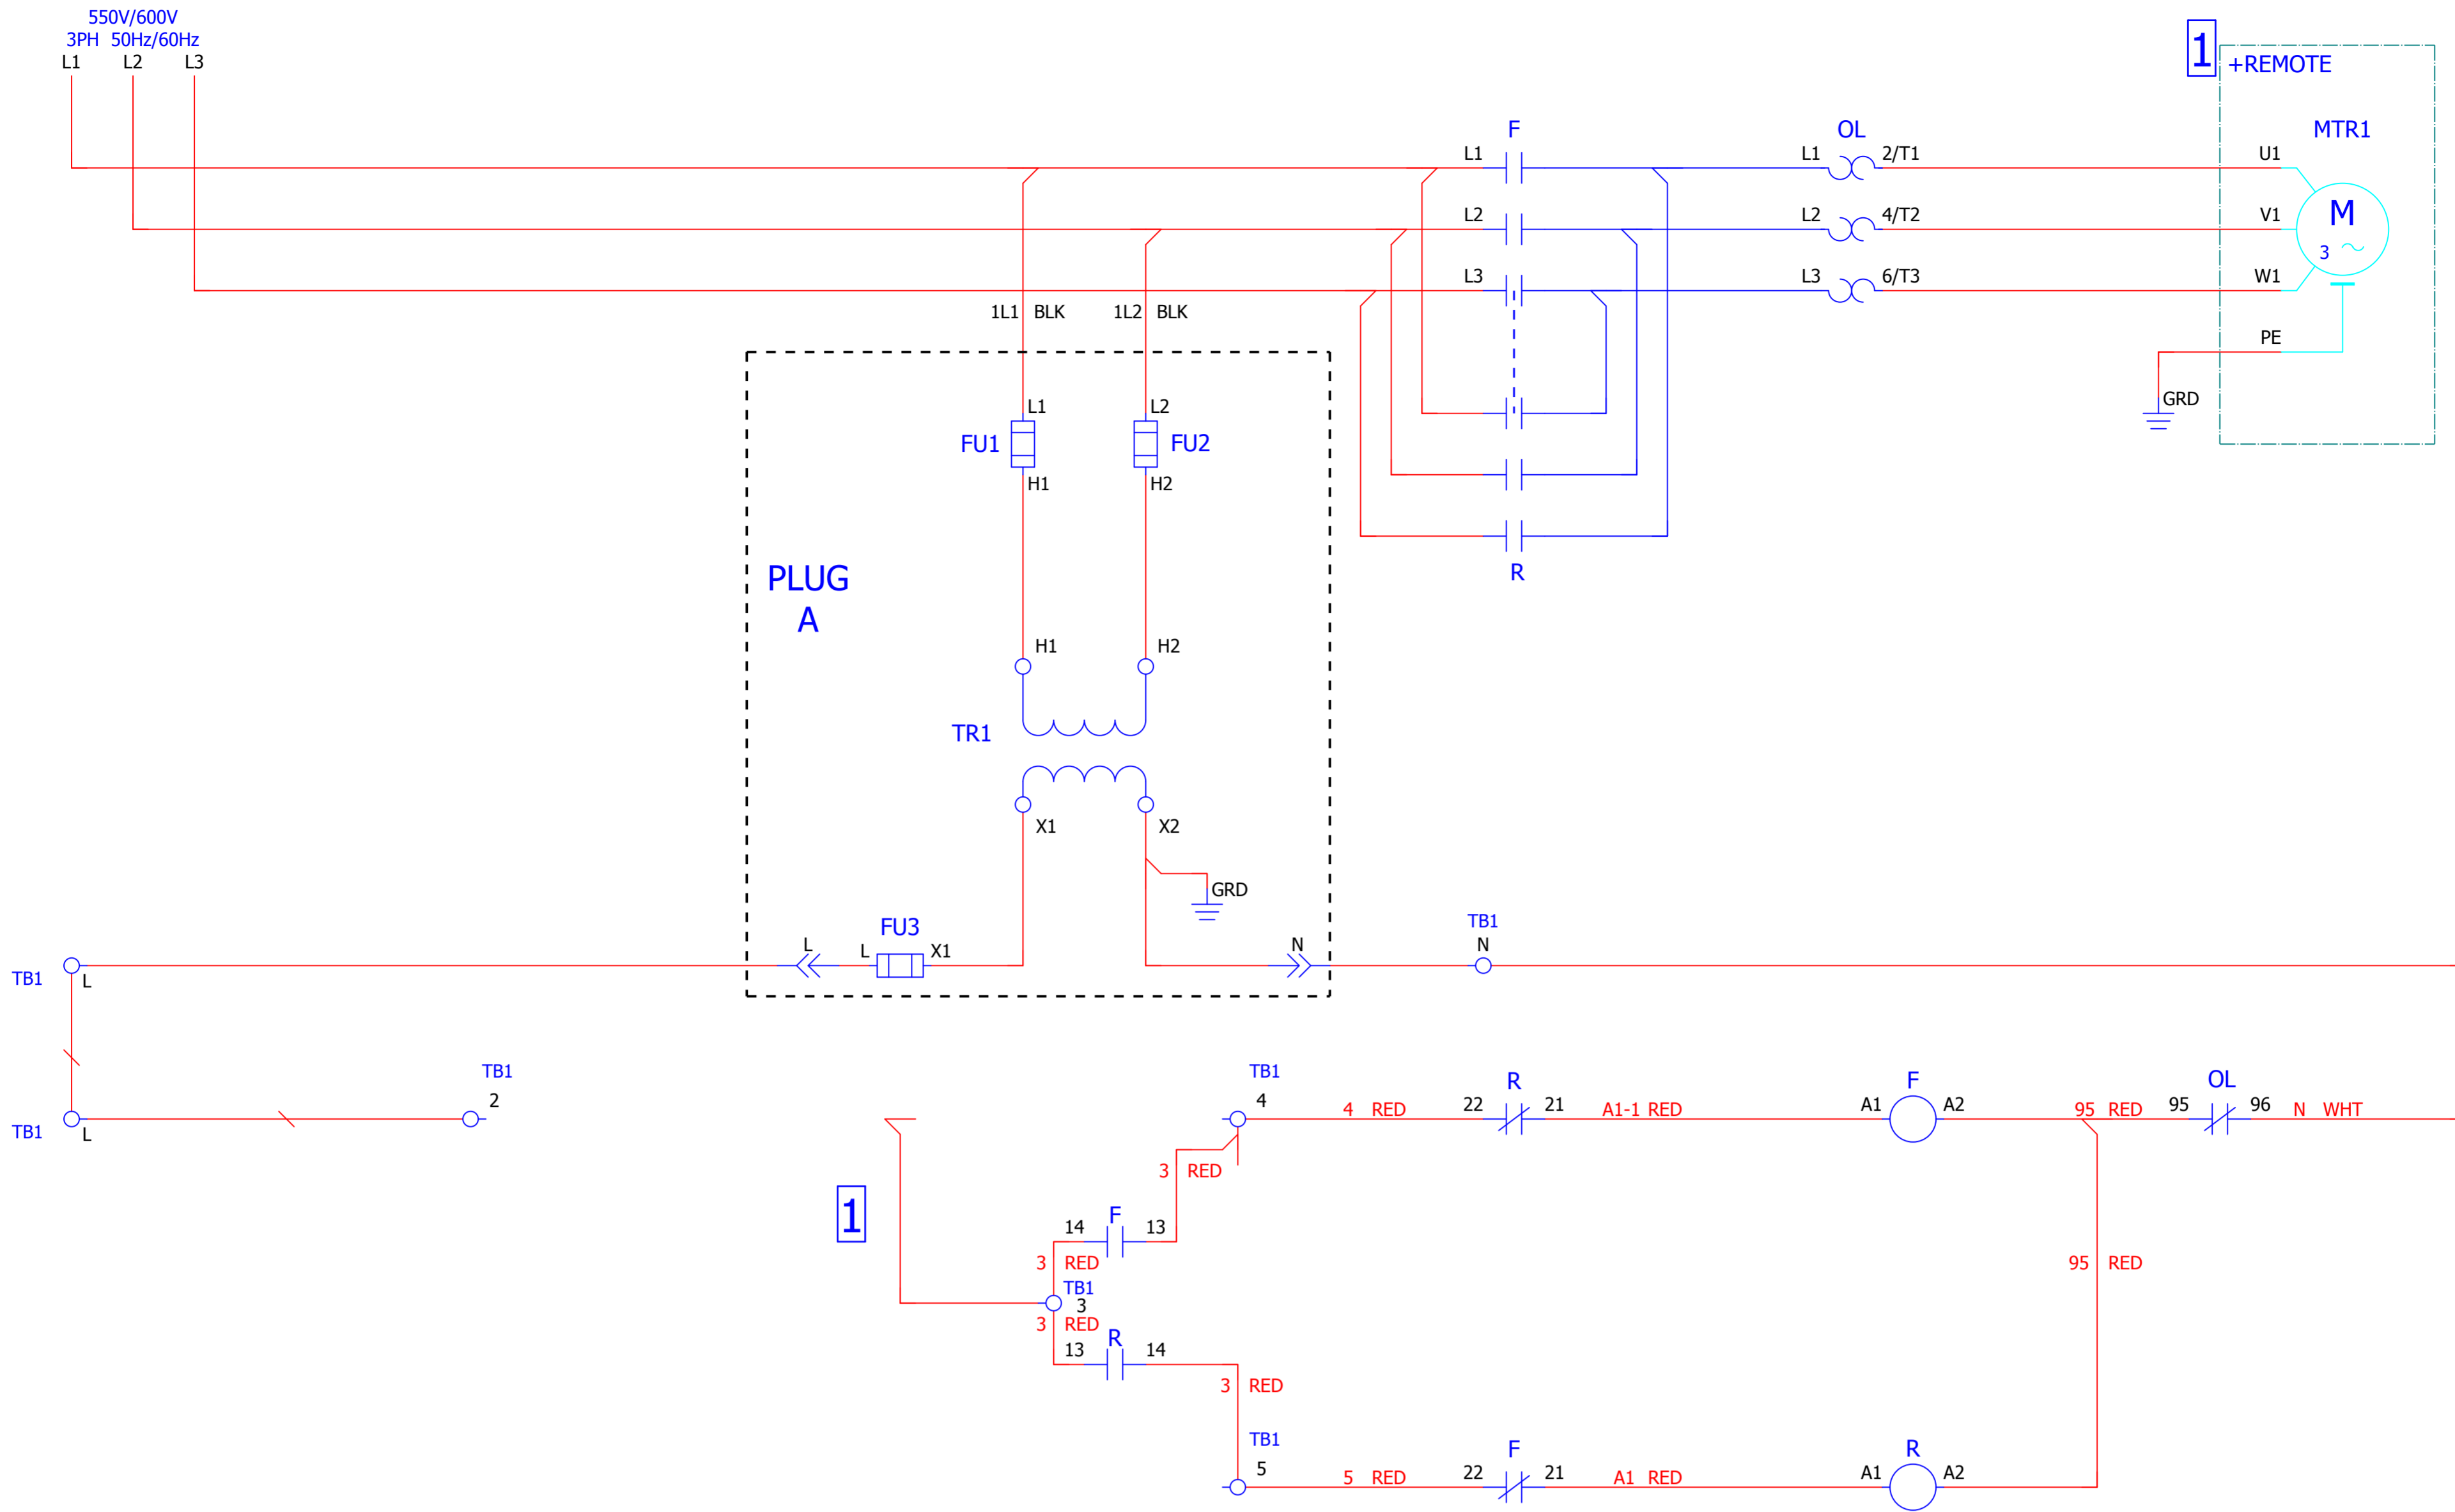 550V/600V
3PH 50Hz/60Hz
L1 L2 L3
1
+REMOTE
F
OL
MTR1
L1
L1 2/T1
U1
L2
L2 4/T2
V1
M
3
L3
L3 6/T3
W1
1L1 BLK
1L2 BLK
PE
GRD
L1
L2
FU1
FU2
H1
H2
R
PLUG
A
H1
H2
TR1
X1
X2
GRD
FU3
L
L
X1
N
TB1
N
TB1
L
TB1
2
TB1
4
TB1
L
4 RED
22
R
21
A1-1 RED
A1
F
A2
95 RED
95
OL
96
N WHT
3 RED
1
14
F
13
3 RED
TB1
3
3 RED
13
R
14
3 RED
95 RED
TB1
5
5 RED
22
F
21
A1 RED
A1
R
A2